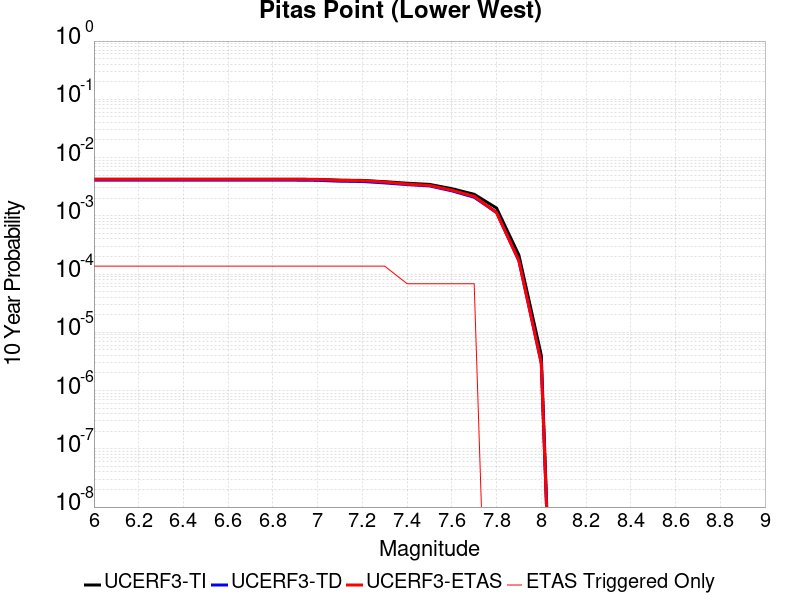 Pitas Point (Lower West)
10 0
10 -1
10 -2
10 -3
10 -4
10 -5
10 -6
10 -7
10 -8
10 Year Probability
6 6.2 6.4 6.6 6.8 7 7.2 7.4 7.6 7.8 8 8.2 8.4 8.6 8.8 9
Magnitude
UCERF3-TI UCERF3-TD UCERF3-ETAS ETAS Triggered Only